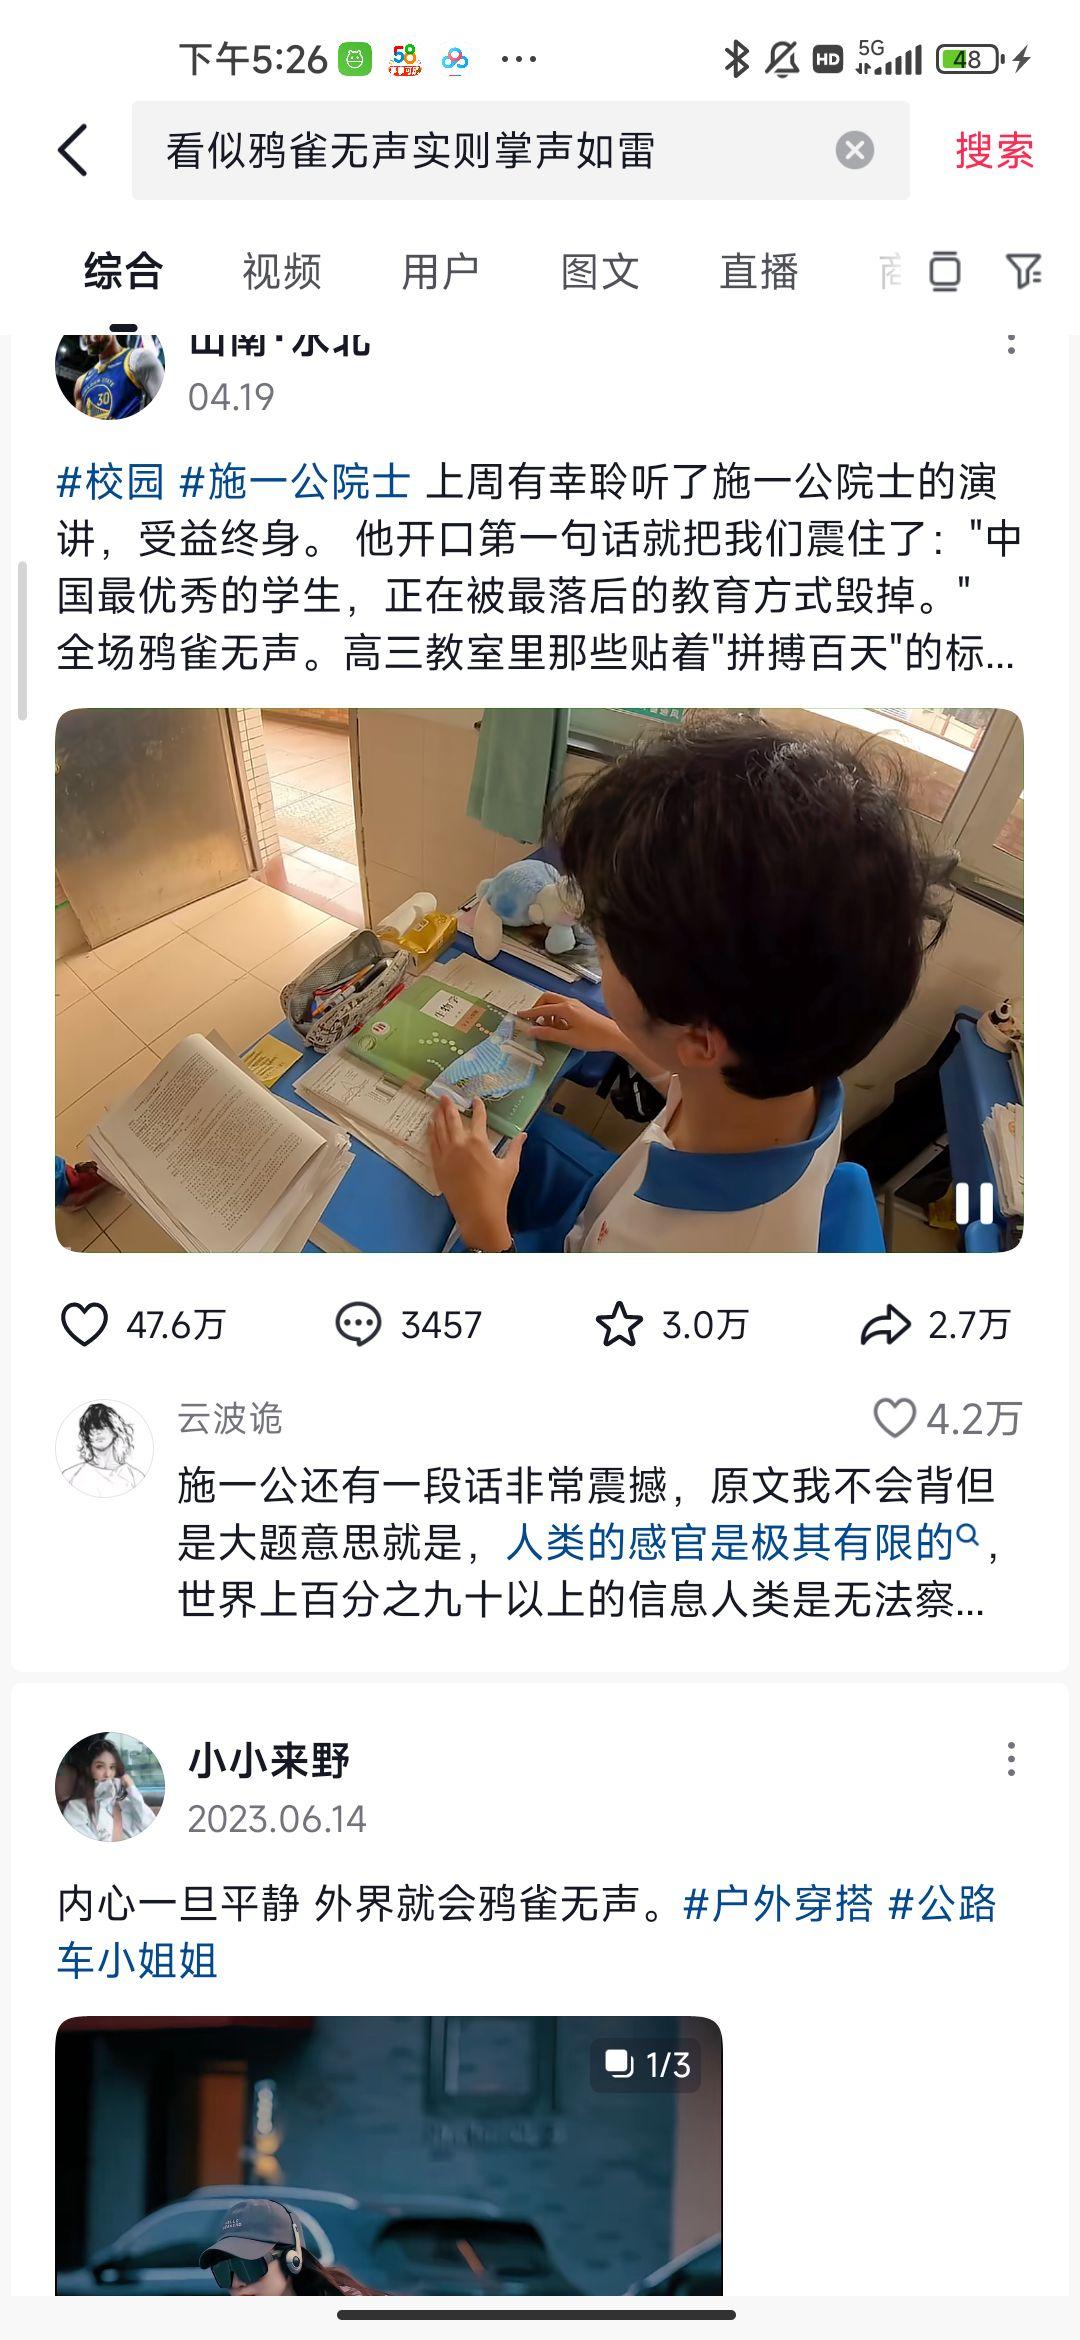 下午5:26
58
HD
5G
48
看似鸦雀无声实则掌声如雷
搜索
综合 视频 用户 图文 直播
山南·水北
04.19
#校园 #施一公院士 上周有幸聆听了施一公院士的演
讲，受益终身。 他开口第一句话就把我们震住了："中
国最优秀的学生，正在被最落后的教育方式毁掉。"
全场鸦雀无声。高三教室里那些贴着"拼搏百天"的标...
30
生物学
47.6万 3457 3.0万 2.7万
云波诡
4.2万
施一公还有一段话非常震撼，原文我不会背但
是大题意思就是，人类的感官是极其有限的，
世界上百分之九十以上的信息人类是无法察...
小小来野
2023.06.14
内心一旦平静 外界就会鸦雀无声。#户外穿搭 #公路
车小姐姐
1/3